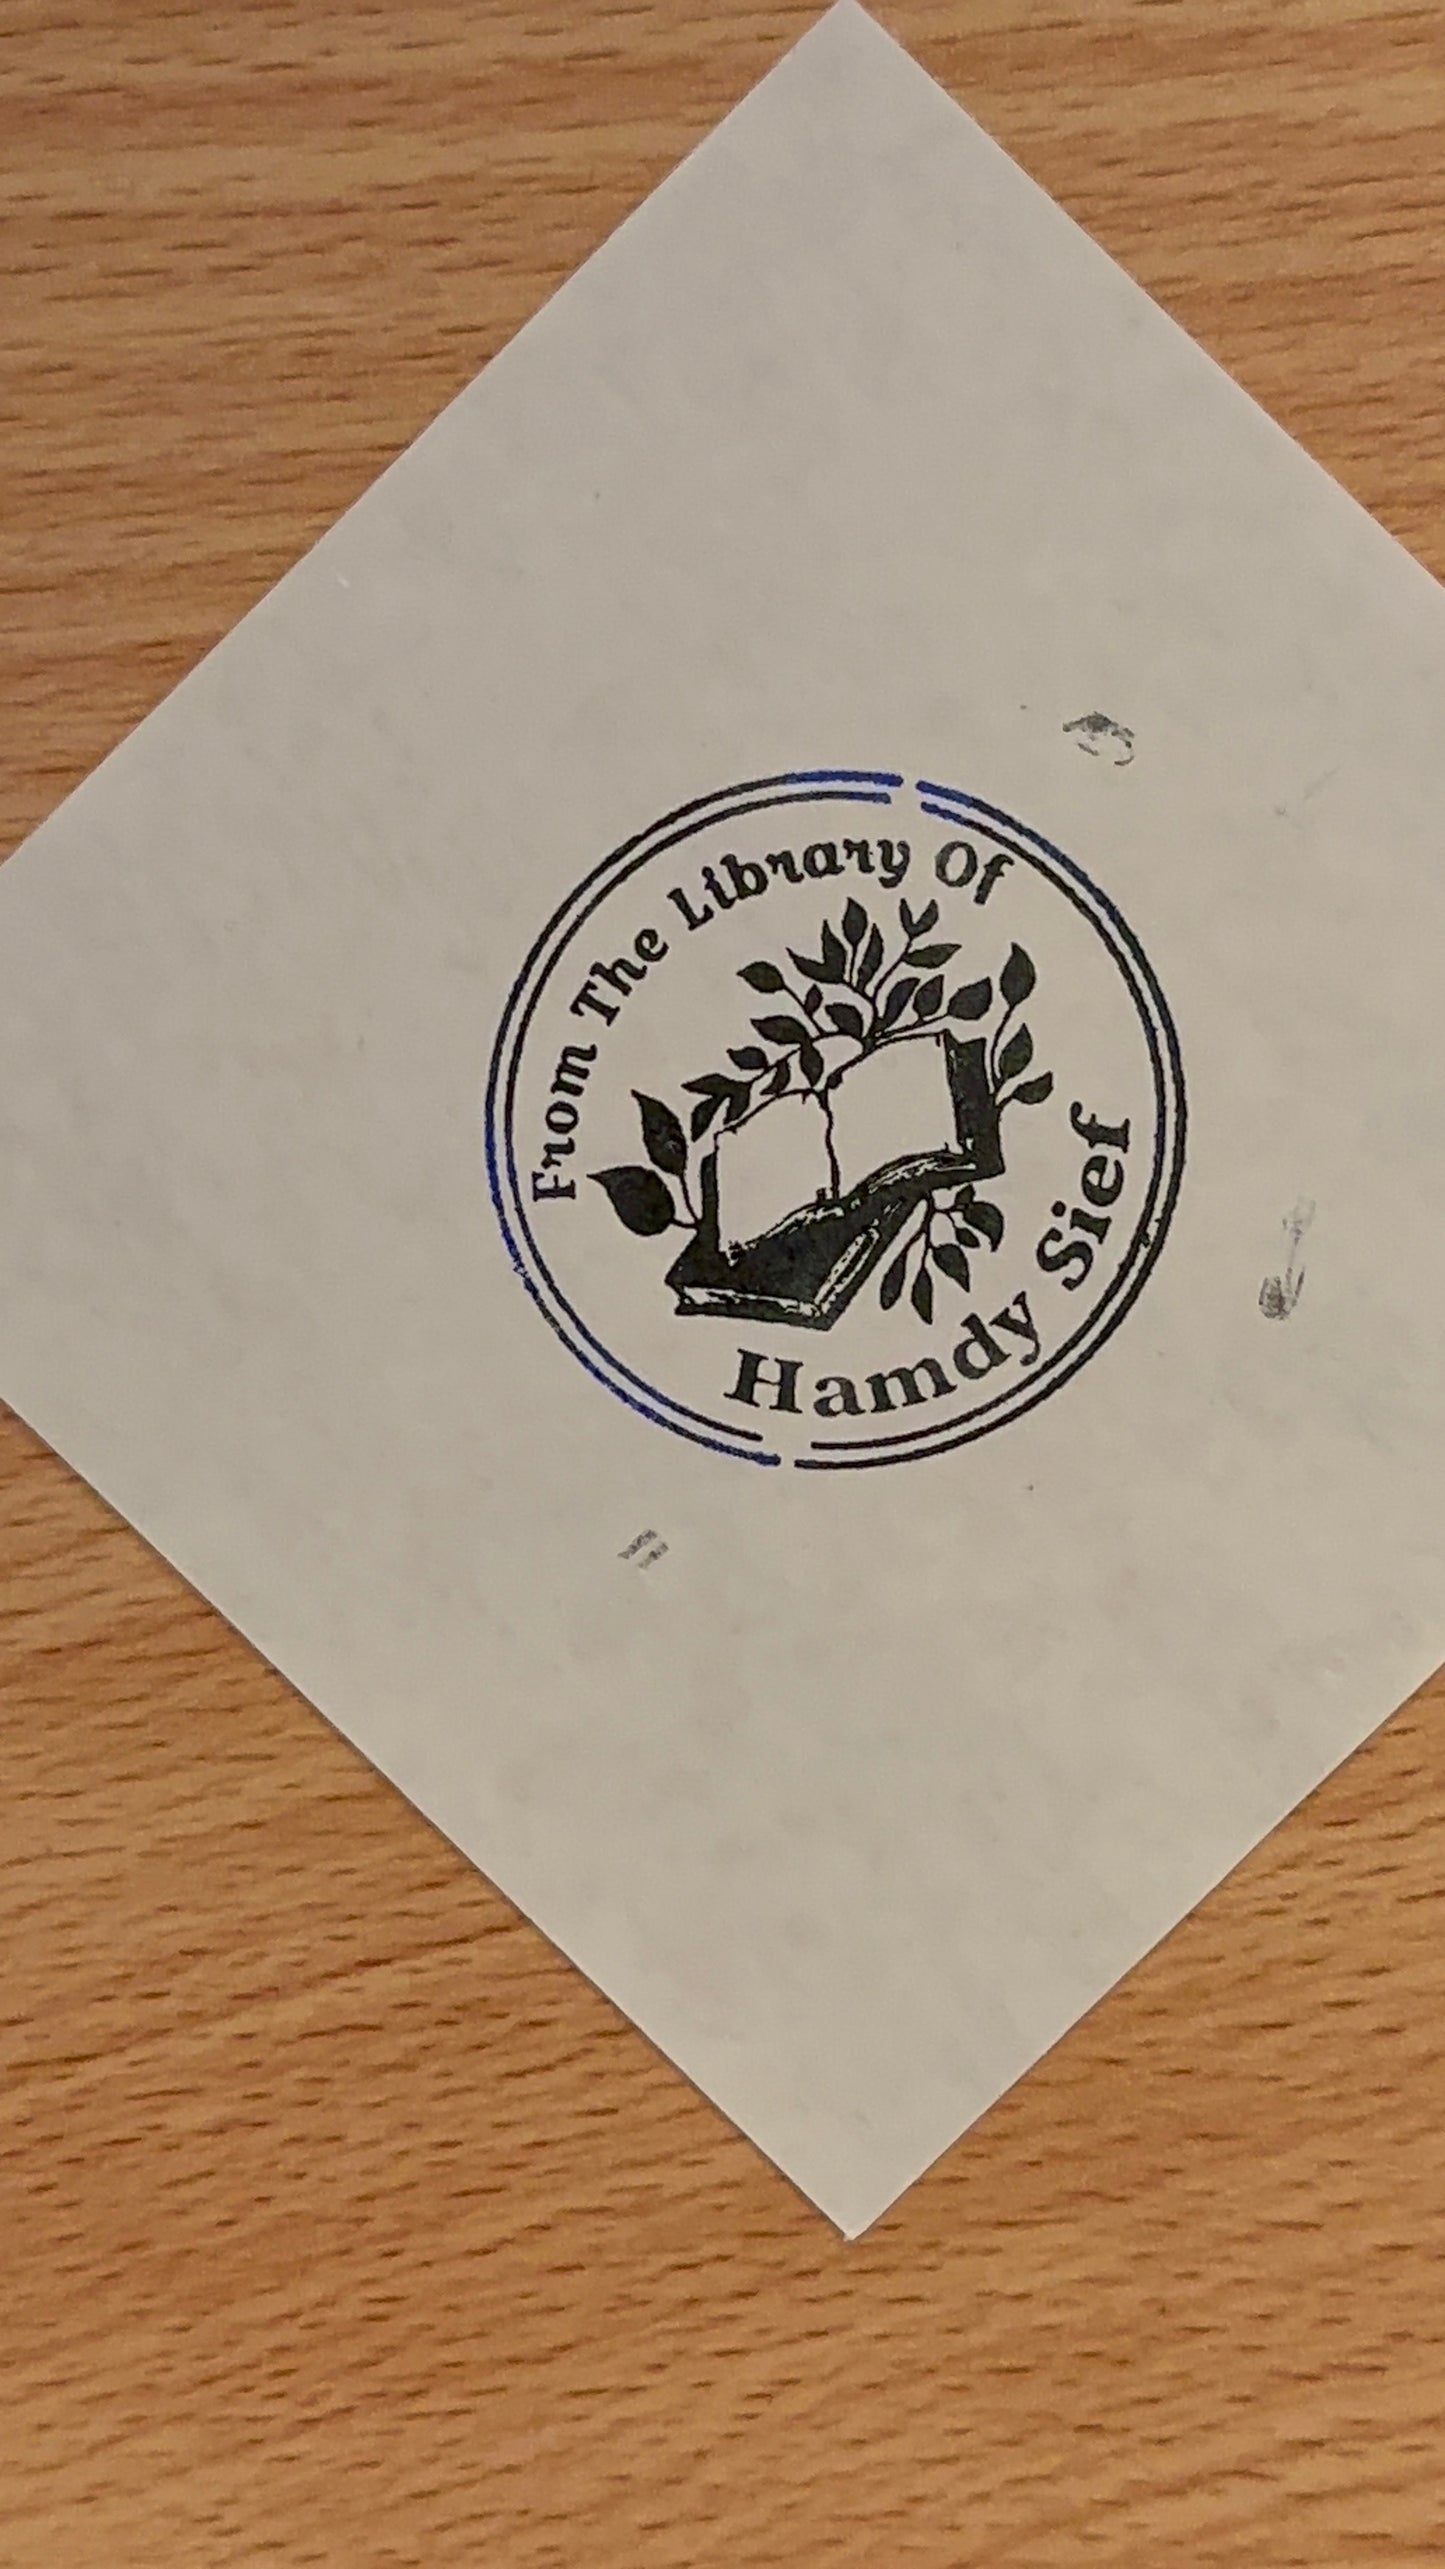 From The Library Of
Hamdy Sief